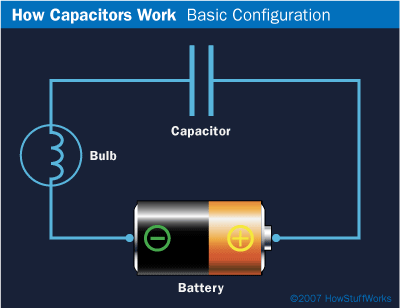 How Capacitors Work Basic Configuration
Capacitor
Bulb
− +
Battery
©2007 HowStuffWorks